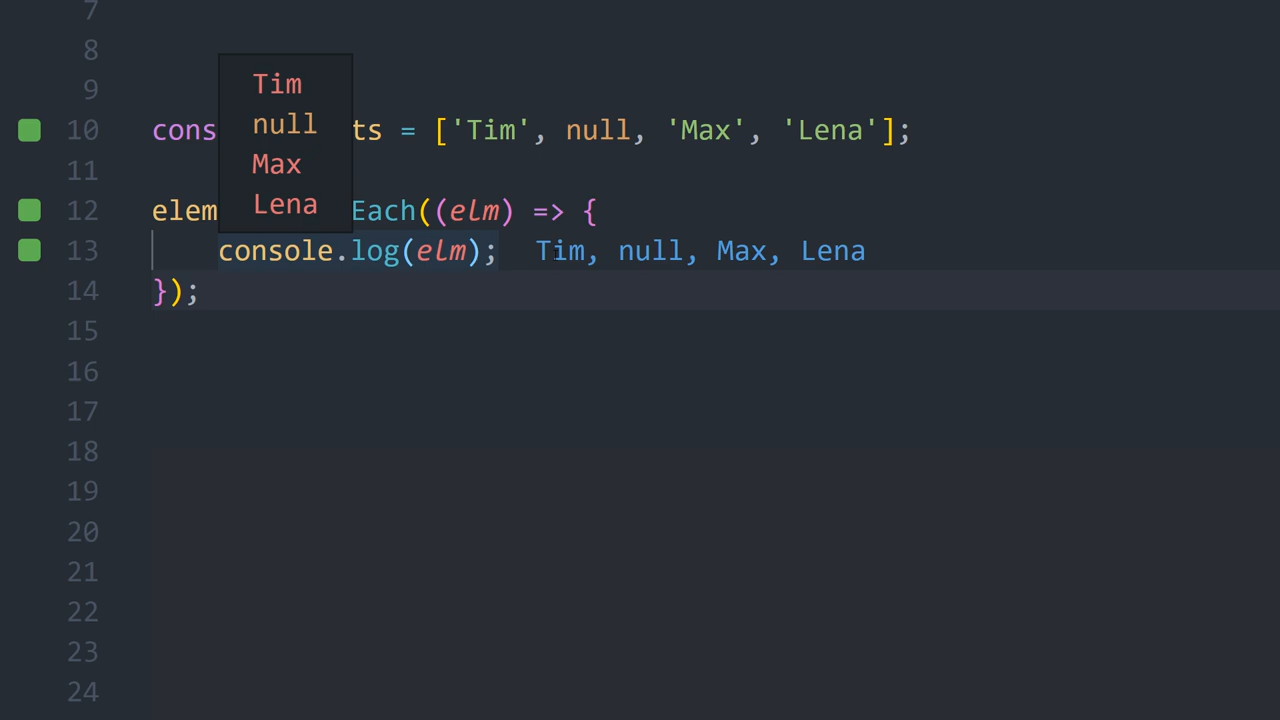 7
8
9
Tim
null
Max
Lena
10 cons ts = ['Tim', null, 'Max', 'Lena'];
11
12 elem Each((elm) => {
13 console.log(elm); Tim, null, Max, Lena
14 });
15
16
17
18
19
20
21
22
23
24